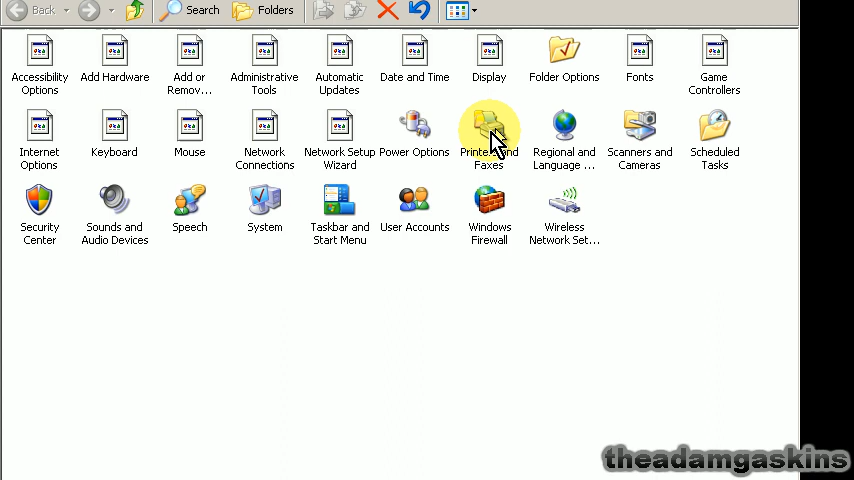 Back Search Folders
Accessibility Options
Add Hardware
Add or Remov...
Administrative Tools
Automatic Updates
Date and Time
Display
Folder Options
Fonts
Game Controllers
Internet Options
Keyboard
Mouse
Network Connections
Network Setup Wizard
Power Options
and Faxes
Regional and Language ...
Scanners and Cameras
Scheduled Tasks
Security Center
Sounds and Audio Devices
Speech
System
Taskbar and Start Menu
User Accounts
Windows Firewall
Wireless Network Set...
theadamgaskins